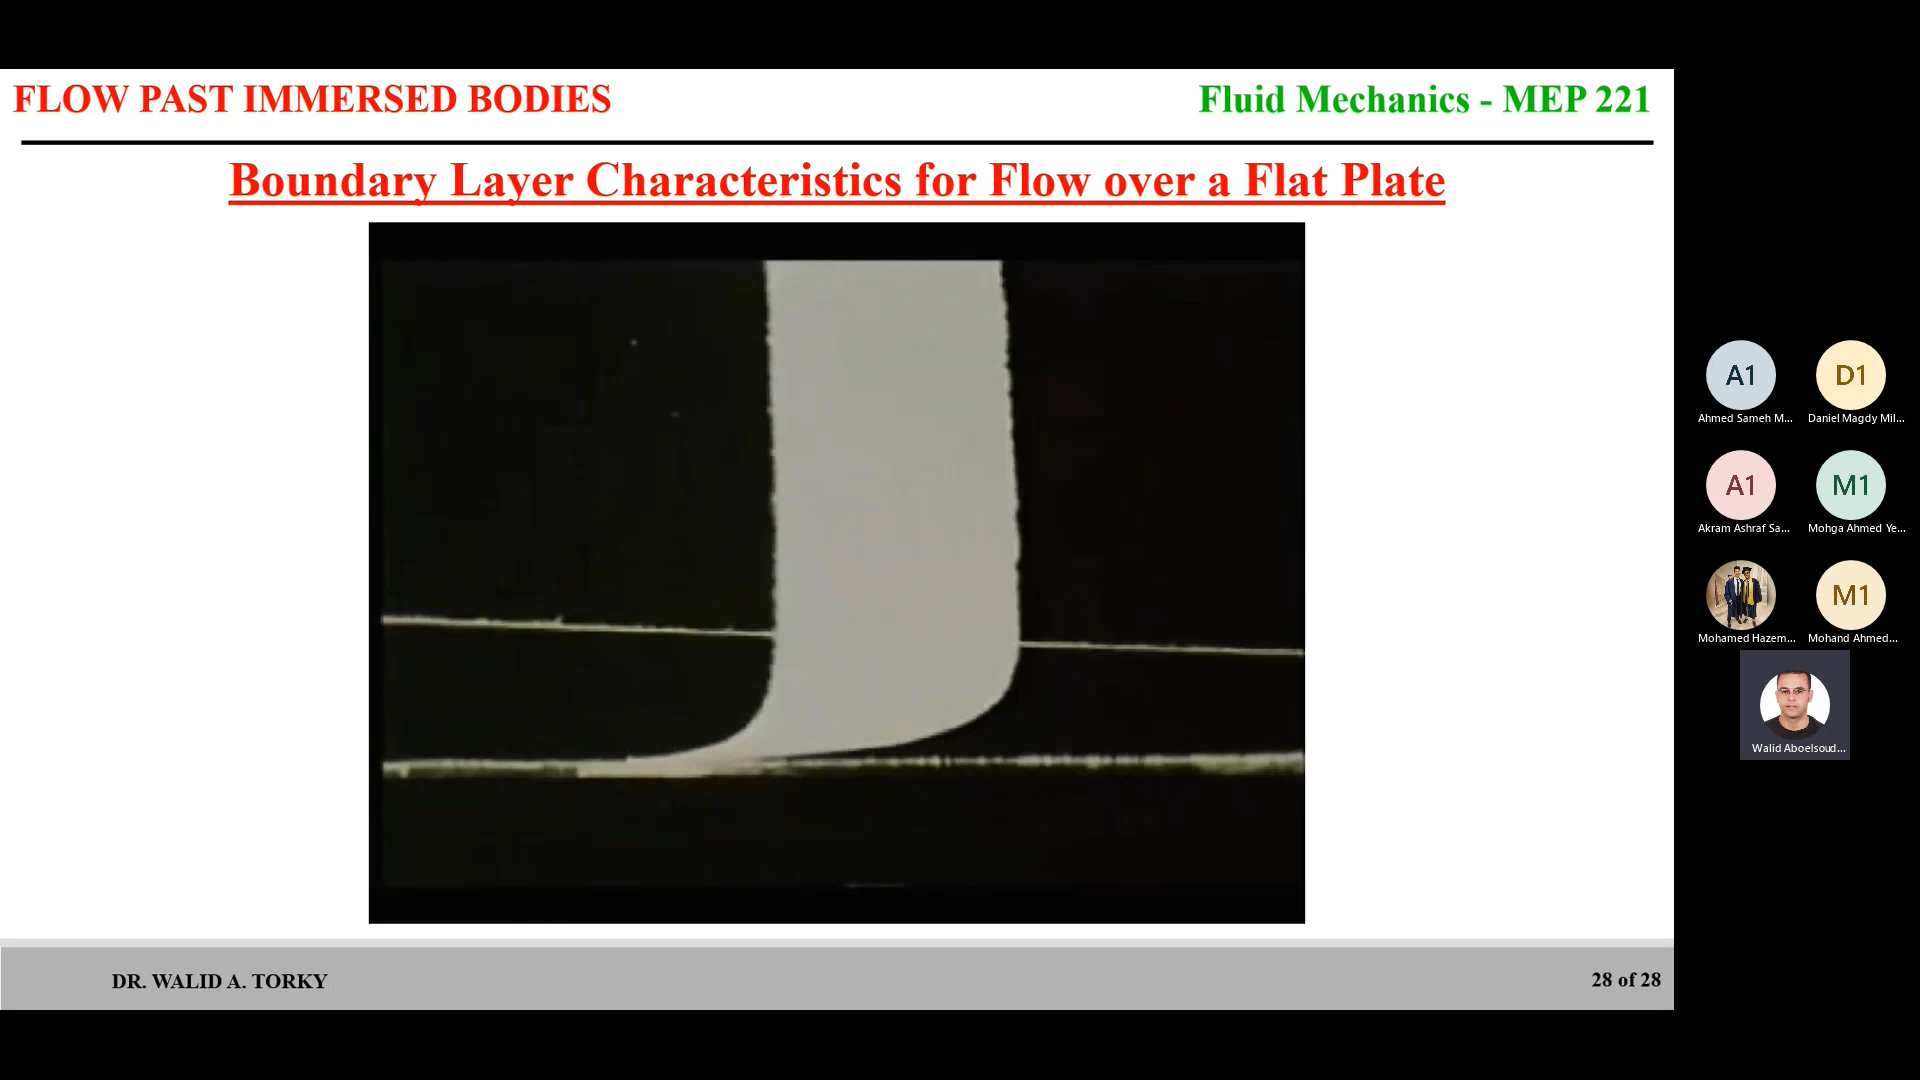 FLOW PAST IMMERSED BODIES
Fluid Mechanics - MEP 221
Boundary Layer Characteristics for Flow over a Flat Plate
A1
D1
Ahmed Sameh M...
Daniel Magdy Mil...
A1
M1
Akram Ashraf Sa...
Mohga Ahmed Ye...
M1
Mohamed Hazem...
Mohand Ahmed...
Walid Aboelsoud...
DR. WALID A. TORKY
28 of 28